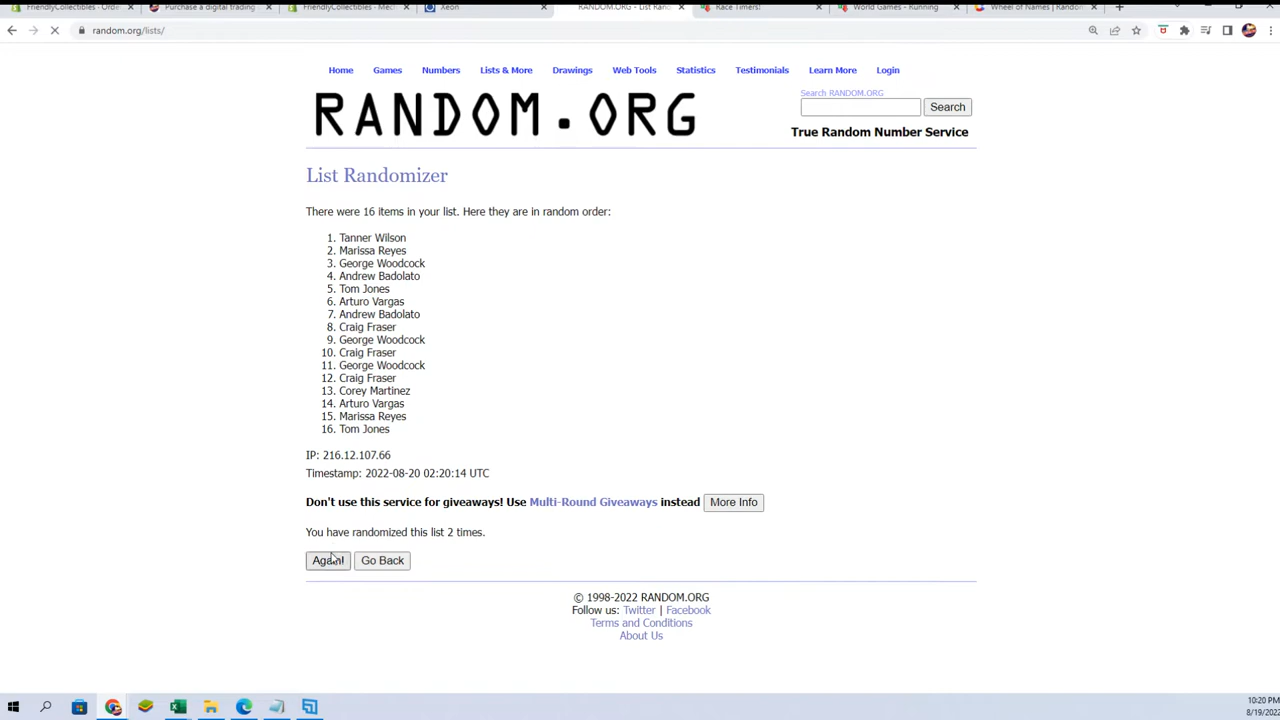 FriendlyCollectibles · Orde
Purchase a digital trading
FriendlyCollectibles · Mech
Xeon
RANDOM.ORG - List Ran
Race Timers!
World Games - Running
Wheel of Names | Rando
random.org/lists/
Home Games Numbers Lists & More Drawings Web Tools Statistics Testimonials Learn More Login
RANDOM.ORG
Search RANDOM.ORG
Search
True Random Number Service
List Randomizer
There were 16 items in your list. Here they are in random order:
1. Tanner Wilson
2. Marissa Reyes
3. George Woodcock
4. Andrew Badolato
5. Tom Jones
6. Arturo Vargas
7. Andrew Badolato
8. Craig Fraser
9. George Woodcock
10. Craig Fraser
11. George Woodcock
12. Craig Fraser
13. Corey Martinez
14. Arturo Vargas
15. Marissa Reyes
16. Tom Jones
IP: 216.12.107.66
Timestamp: 2022-08-20 02:20:14 UTC
Don't use this service for giveaways! Use Multi-Round Giveaways instead More Info
You have randomized this list 2 times.
Again! Go Back
© 1998-2022 RANDOM.ORG
Follow us: Twitter | Facebook
Terms and Conditions
About Us
10:20 PM
8/19/2022